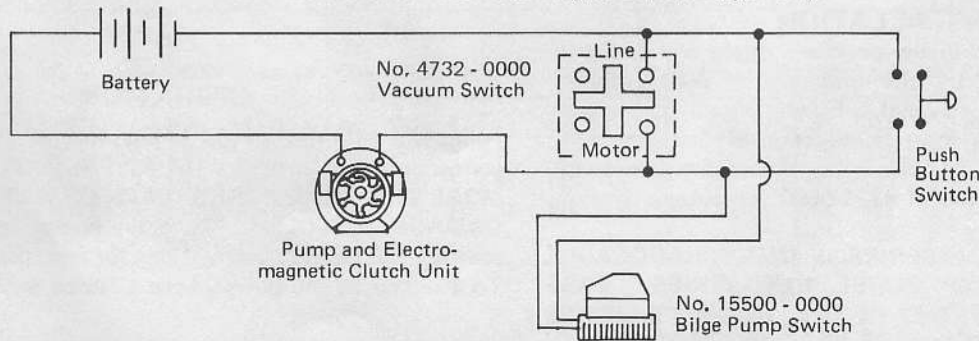 Line
No. 4732 - 0000
Vacuum Switch
Battery
Motor
Push
Button
Switch
Pump and Electro-
magnetic Clutch Unit
No. 15500 - 0000
Bilge Pump Switch